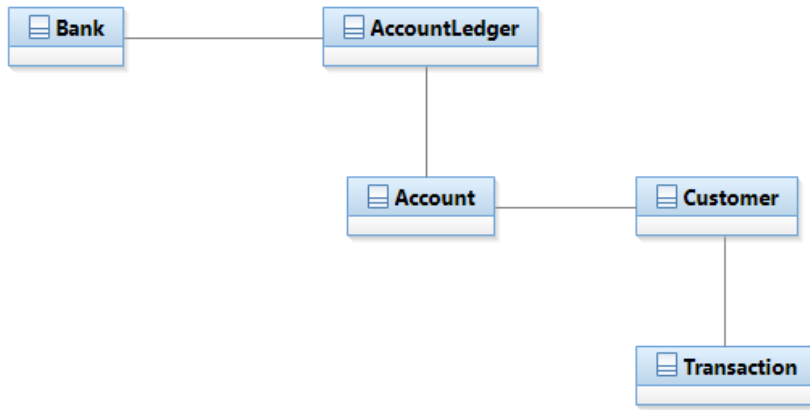 Bank
AccountLedger
Account
Customer
Transaction